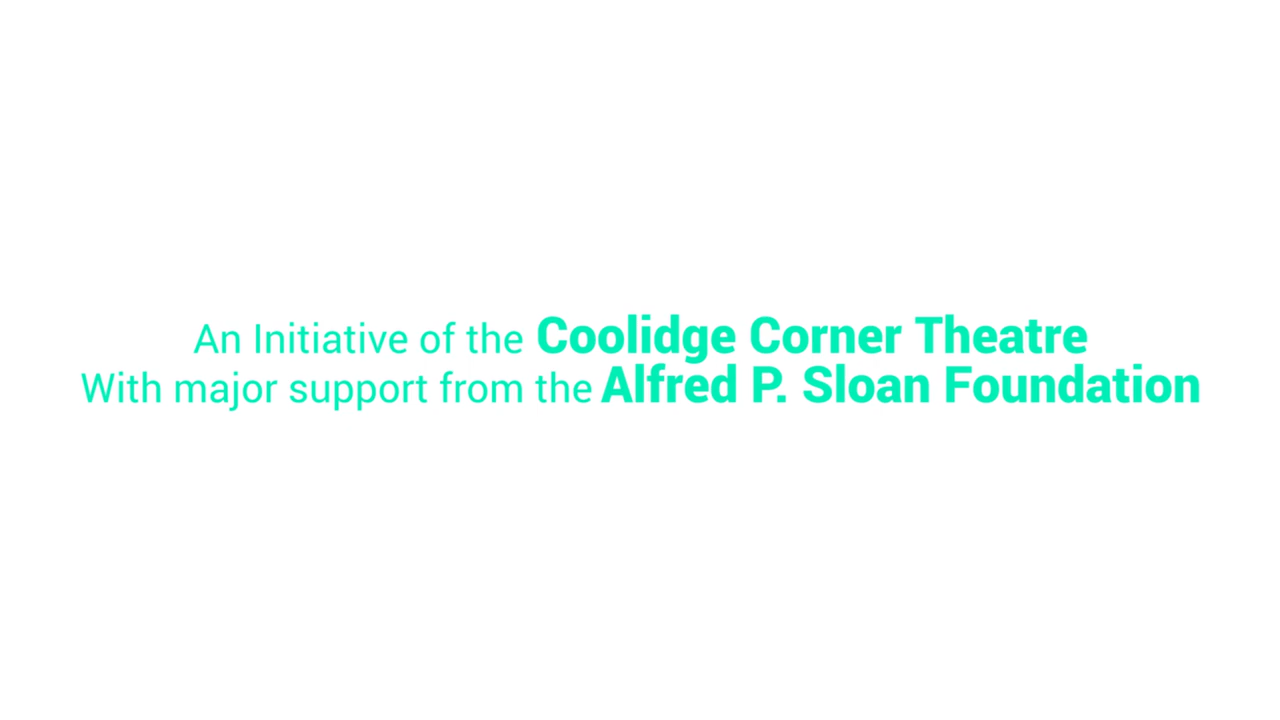 An Initiative of the Coolidge Corner Theatre
With major support from the Alfred P. Sloan Foundation